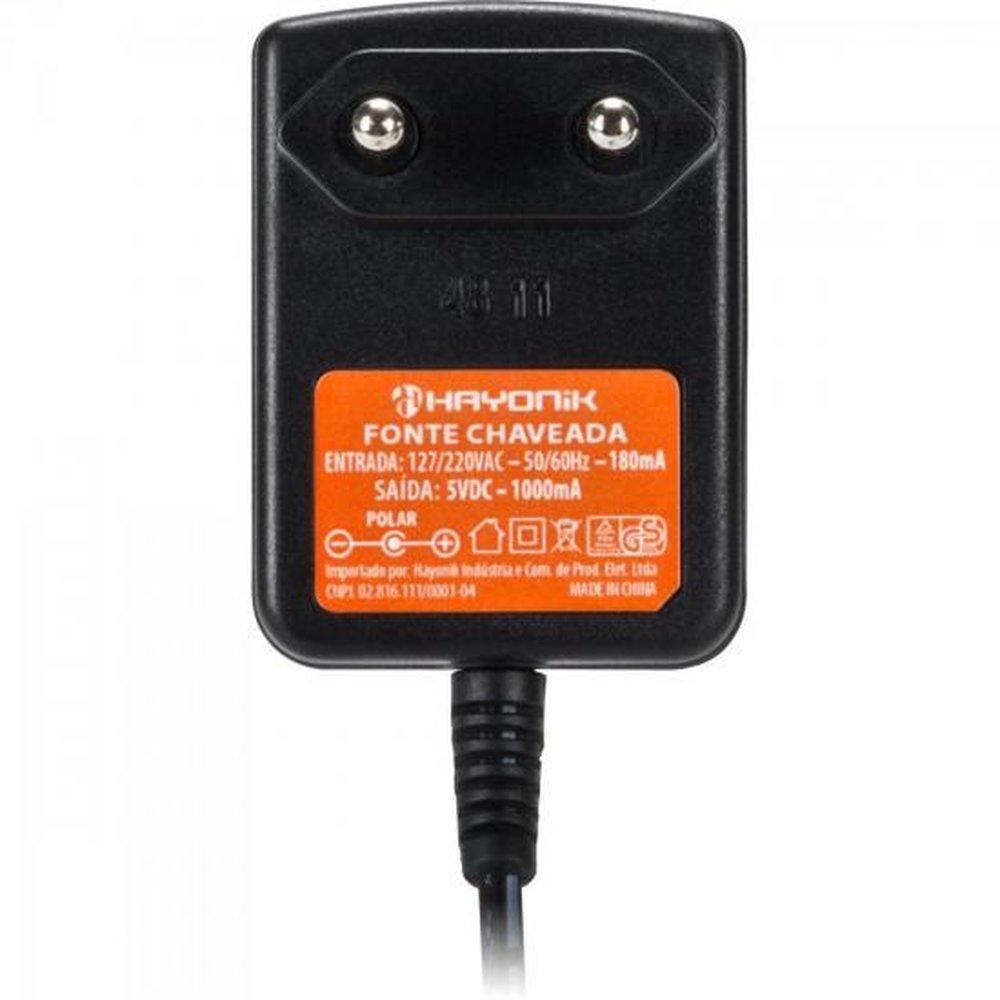 48 11
HAYONIK
FONTE CHAVEADA
ENTRADA: 127/220VAC – 50/60Hz – 180mA
SAÍDA: 5VDC – 1000mA
POLAR
Importado por: Hayonik Indústria e Com. de Prod. Elet. Ltda
CNPJ. 02.816.111/0001-04 MADE IN CHINA